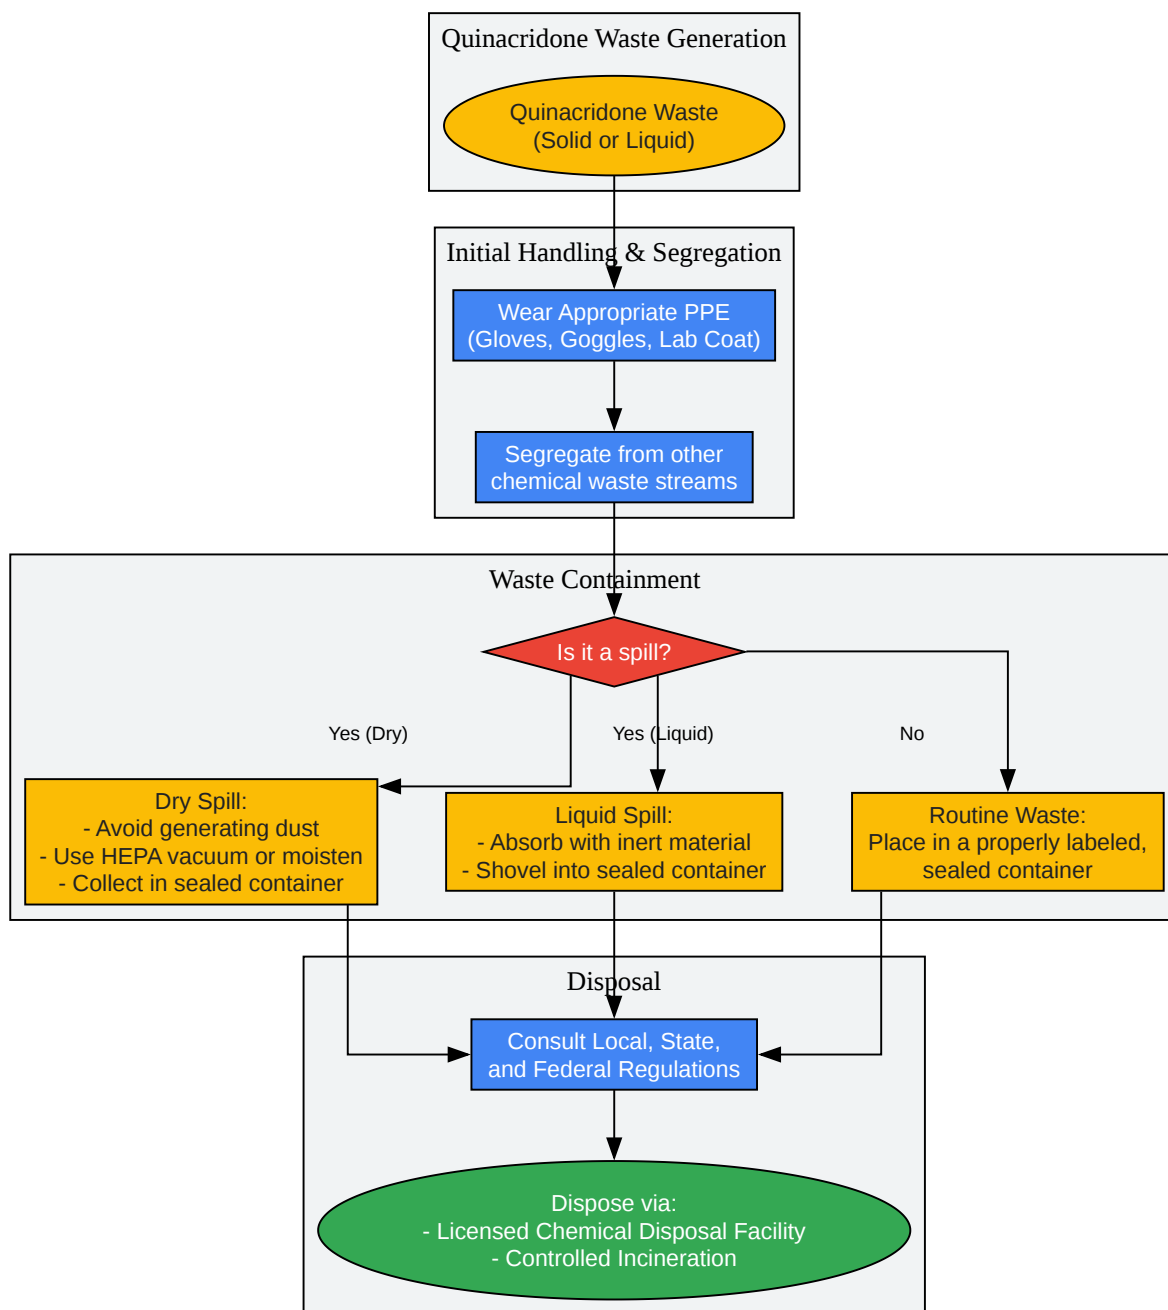 Quinacridone Waste Generation
Quinacridone Waste
(Solid or Liquid)
Initial Handling & Segregation
Wear Appropriate PPE
(Gloves, Goggles, Lab Coat)
Segregate from other
chemical waste streams
Waste Containment
Is it a spill?
Yes (Dry)
Yes (Liquid)
No
Dry Spill:
- Avoid generating dust
- Use HEPA vacuum or moisten
- Collect in sealed container
Liquid Spill:
- Absorb with inert material
- Shovel into sealed container
Routine Waste:
Place in a properly labeled,
sealed container
Disposal
Consult Local, State,
and Federal Regulations
Dispose via:
- Licensed Chemical Disposal Facility
- Controlled Incineration